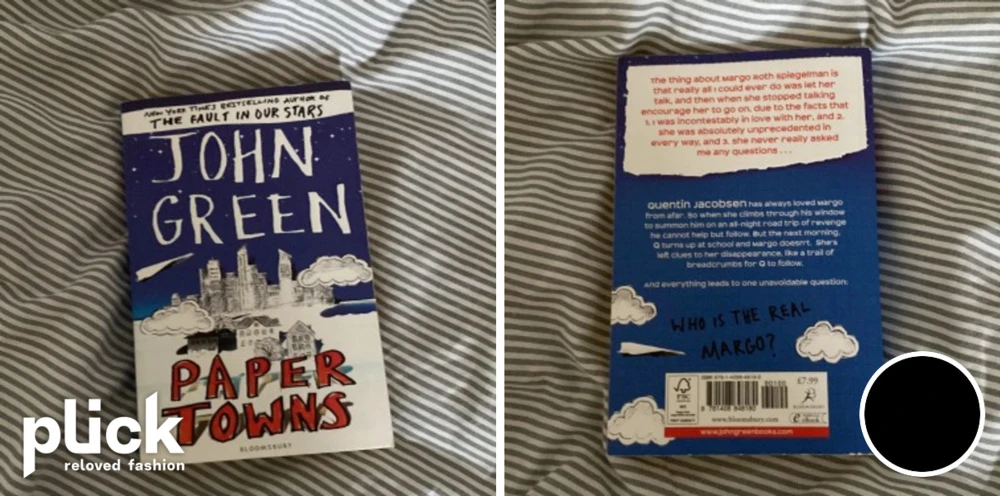 NEW YORK TIMES BESTSELLING AUTHOR OF
THE FAULT IN OUR STARS
JOHN
GREEN
PAPER
TOWNS
BLOOMSBURY
plick
reloved fashion
The thing about Margo Roth Spiegelman is
that really all I could ever do was let her
talk, and then when she stopped talking
encourage her to go on, due to the facts that
1. I was incontestably in love with her, and 2.
she was absolutely unprecedented in
every way, and 3. she never really asked
me any questions . . .
Quentin Jacobsen has always loved Margo
from afar. So when she climbs through his window
to summon him on an all-night road trip of revenge
he cannot help but follow. But the next morning,
Q turns up at school and Margo doesn't. She's
left clues to her disappearance, like a trail of
breadcrumbs for Q to follow.
And everything leads to one unavoidable question:
WHO IS THE REAL
MARGO?
FSC
£7.99
BLOOMSBURY
www.bloomsbury.com
eBook
www.johngreenbooks.com